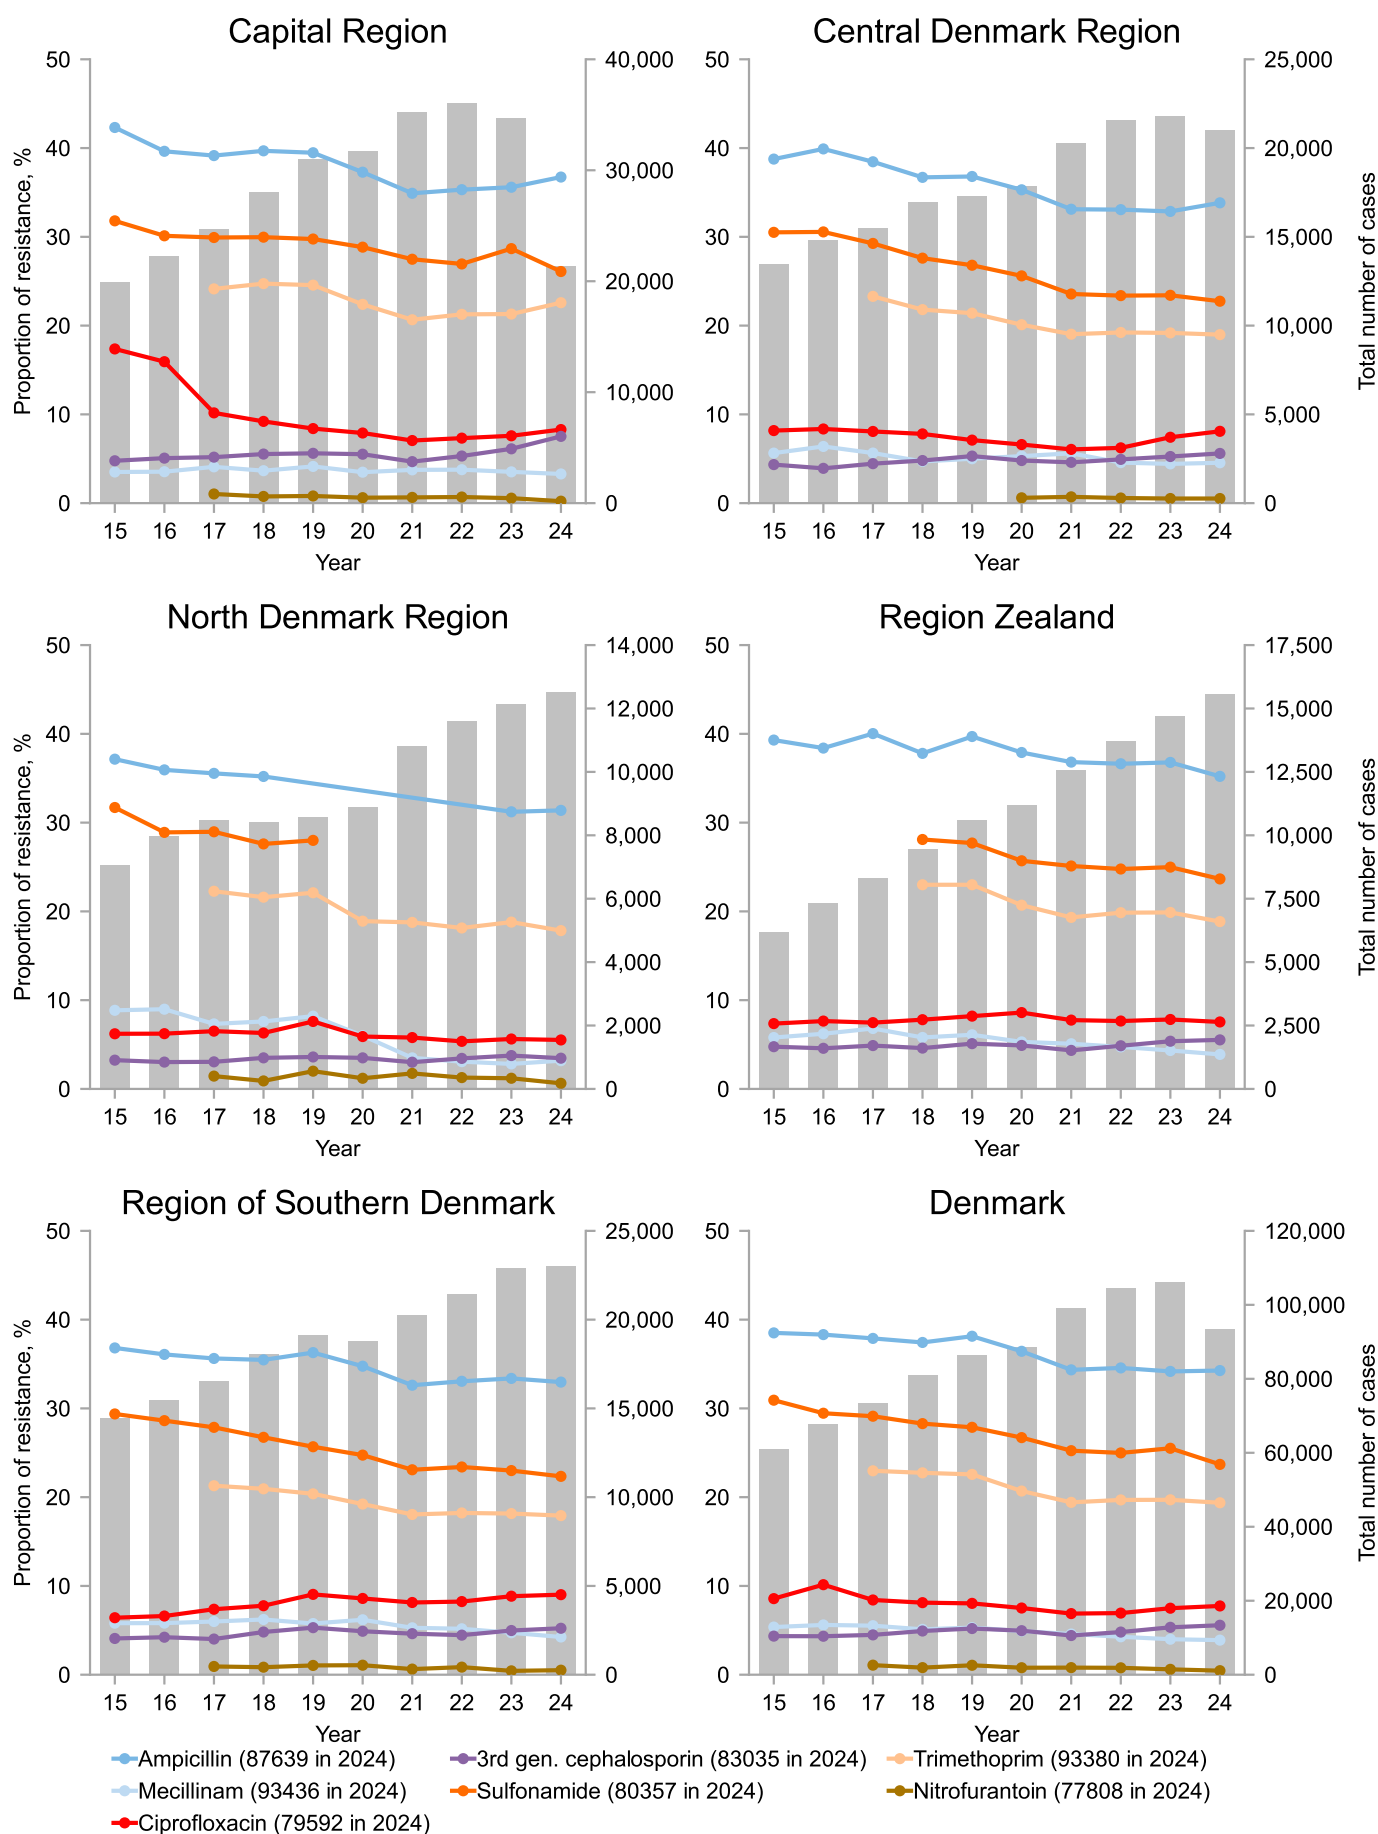 Capital Region
Central Denmark Region
50 40,000 50 25,000
40 30,000 40 20,000
30 30 15,000
20 20,000 20 10,000
10 10,000 10 5,000
0 0 0 0
Proportion of resistance, %
Total number of cases
15 16 17 18 19 20 21 22 23 24
15 16 17 18 19 20 21 22 23 24
Year
Year
North Denmark Region
Region Zealand
50 14,000 50 17,500
12,000 15,000
40 10,000 40 12,500
30 8,000 30 10,000
20 6,000 20 7,500
4,000 5,000
10 2,000 10 2,500
0 0 0 0
Proportion of resistance, %
Total number of cases
15 16 17 18 19 20 21 22 23 24
15 16 17 18 19 20 21 22 23 24
Year
Year
Region of Southern Denmark
Denmark
50 25,000 50 120,000
40 20,000 40 100,000
30 15,000 30 80,000
20 10,000 20 60,000
40,000
10 5,000 10 20,000
0 0 0 0
Proportion of resistance, %
Total number of cases
15 16 17 18 19 20 21 22 23 24
15 16 17 18 19 20 21 22 23 24
Year
Year
Ampicillin (87639 in 2024) 3rd gen. cephalosporin (83035 in 2024) Trimethoprim (93380 in 2024)
Mecillinam (93436 in 2024) Sulfonamide (80357 in 2024) Nitrofurantoin (77808 in 2024)
Ciprofloxacin (79592 in 2024)